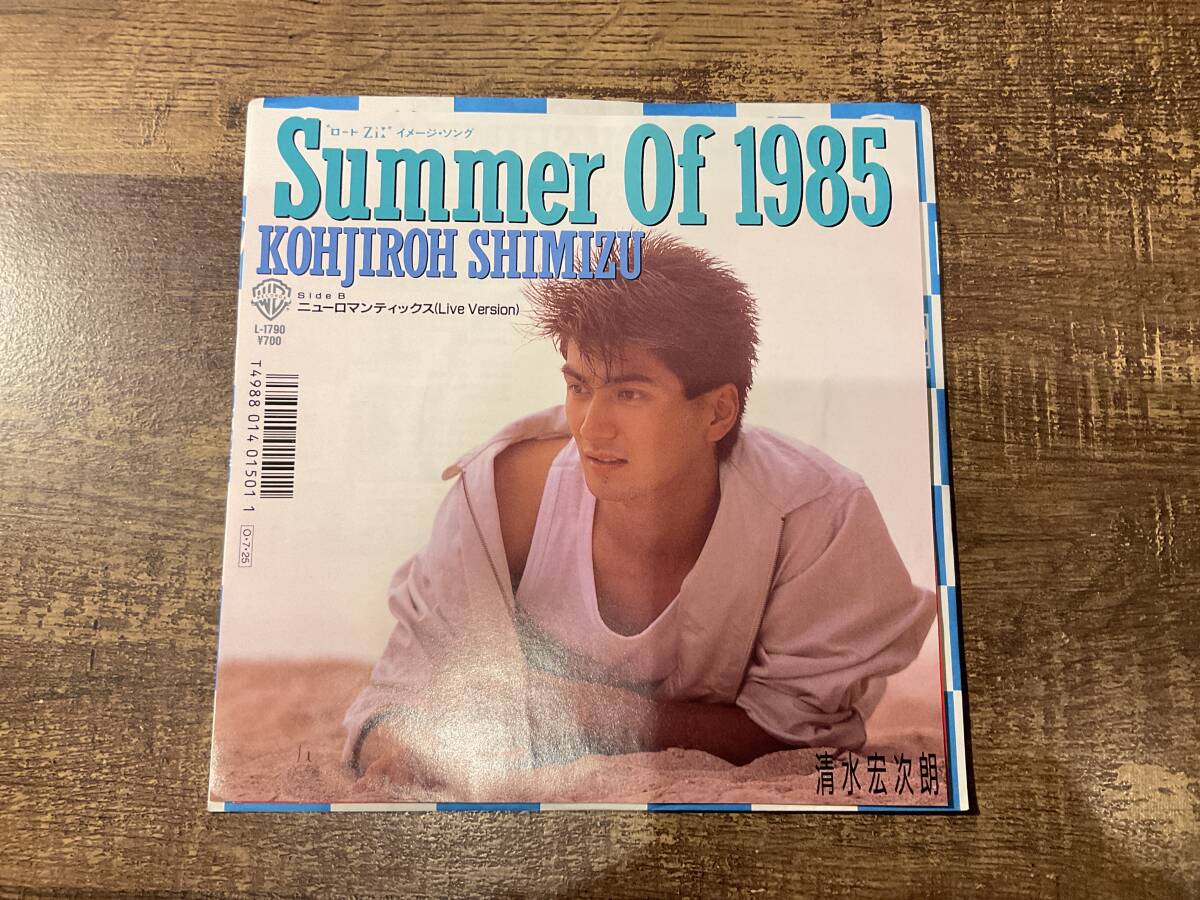 "ロート Zi:" イメージ・ソング
Summer Of 1985
KOHJIROH SHIMIZU
Side B
ニューロマンティックス(Live Version)
L-1790
¥700
T4988 014 01501 1
O・7・25
清水宏次朗